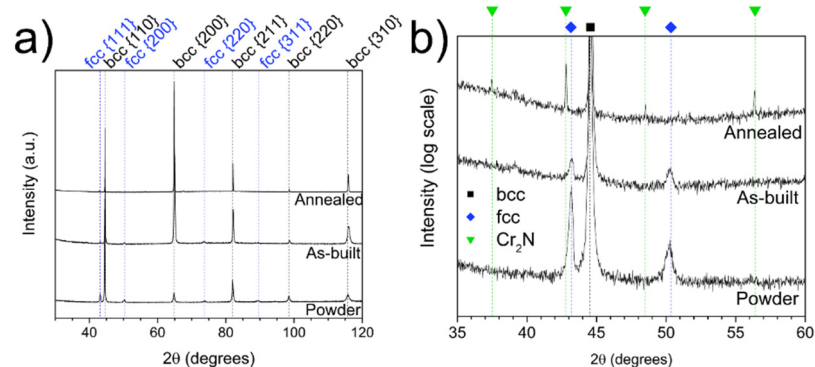 a)
fcc {111}
bcc {110}
fcc {200}
bcc {200}
fcc {220}
bcc {211}
fcc {311}
bcc {220}
bcc {310}
Intensity (a.u.)
Annealed
As-built
Powder
40 60 80 100 120
2θ (degrees)
b)
Intensity (log scale)
Annealed
As-built
bcc
fcc
Cr₂N
Powder
35 40 45 50 55 60
2θ (degrees)